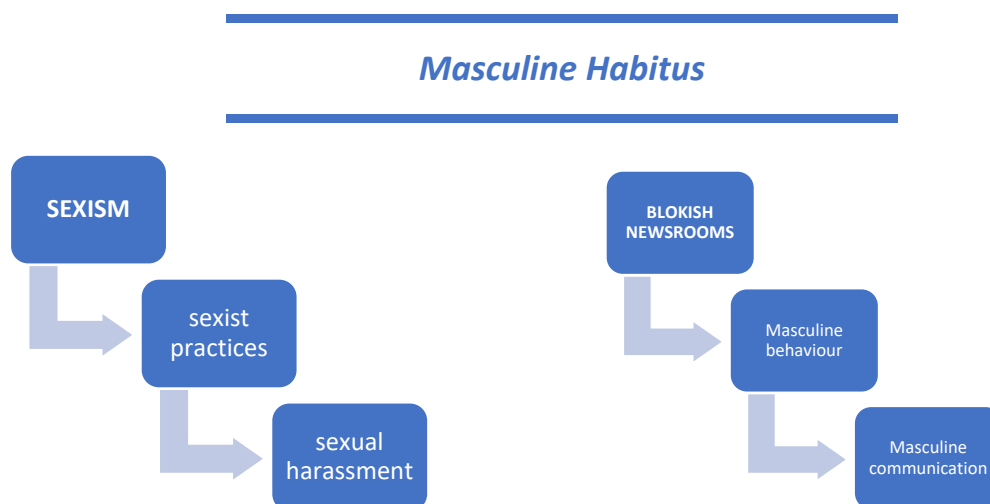 Masculine Habitus
SEXISM
sexist
practices
sexual
harassment
BLOKISH
NEWSROOMS
Masculine
behaviour
Masculine
communication